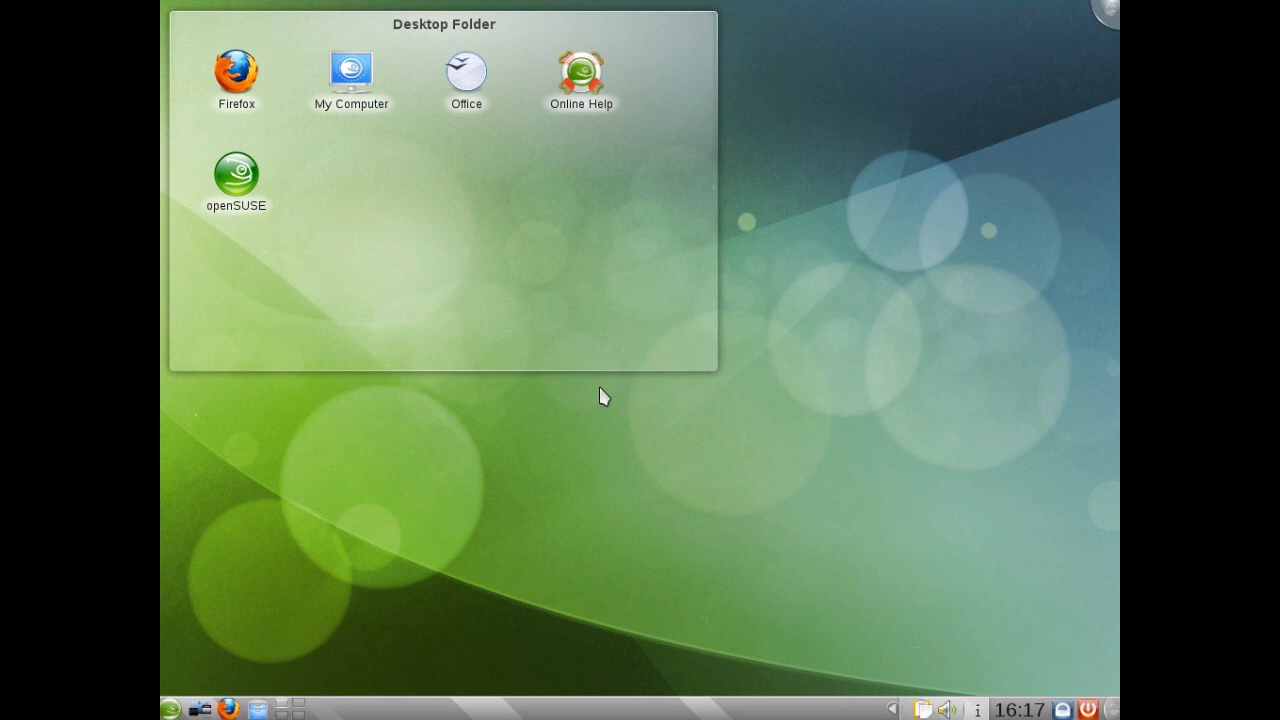 Desktop Folder
Firefox
My Computer
Office
Online Help
openSUSE
i
16:17